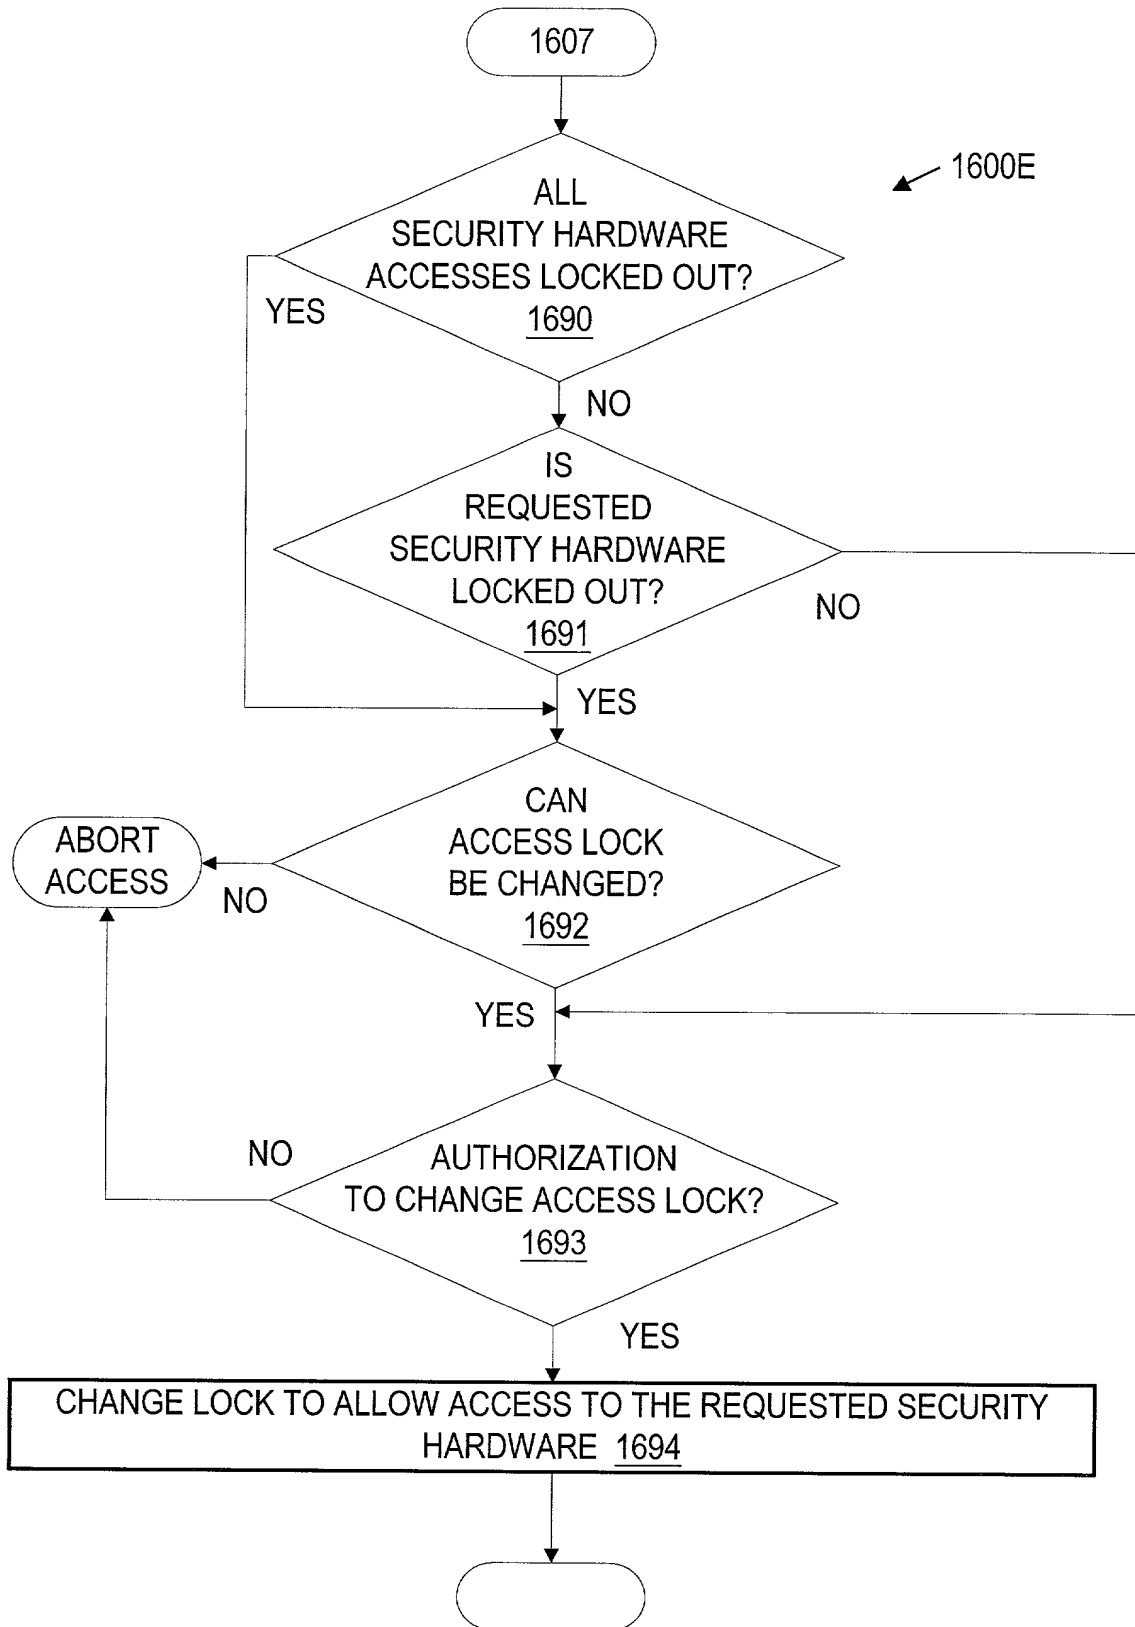 1607
1600E
ALL
SECURITY HARDWARE
ACCESSES LOCKED OUT?
1690
YES
NO
IS
REQUESTED
SECURITY HARDWARE
LOCKED OUT?
1691
NO
YES
CAN
ACCESS LOCK
BE CHANGED?
1692
ABORT
ACCESS
NO
YES
NO
AUTHORIZATION
TO CHANGE ACCESS LOCK?
1693
YES
CHANGE LOCK TO ALLOW ACCESS TO THE REQUESTED SECURITY
HARDWARE 1694